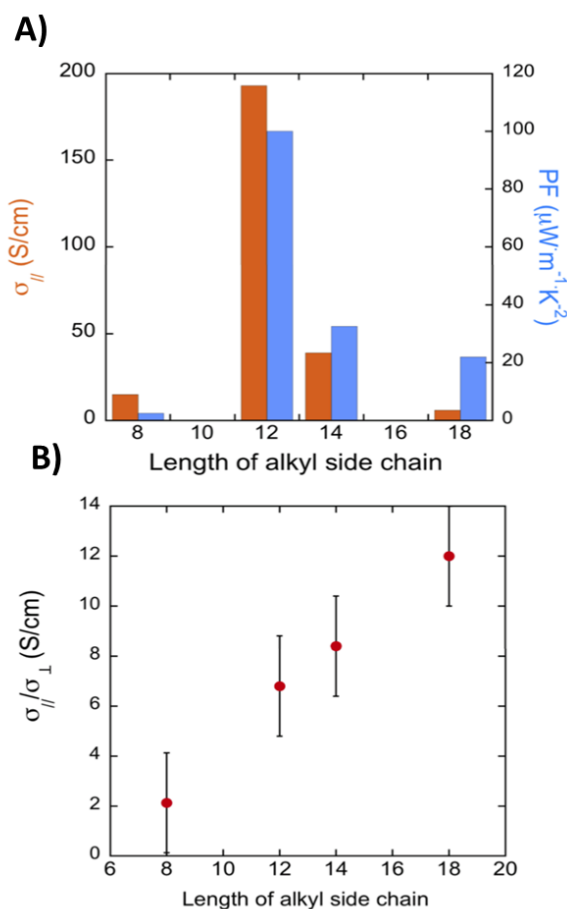 A)
200
150
100
50
0
σ// (S/cm)
120
100
80
60
40
20
0
PF (μW·m⁻¹·K⁻²)
8 10 12 14 16 18
Length of alkyl side chain
B)
14
12
10
8
6
4
2
0
σ///σ⊥ (S/cm)
6 8 10 12 14 16 18 20
Length of alkyl side chain